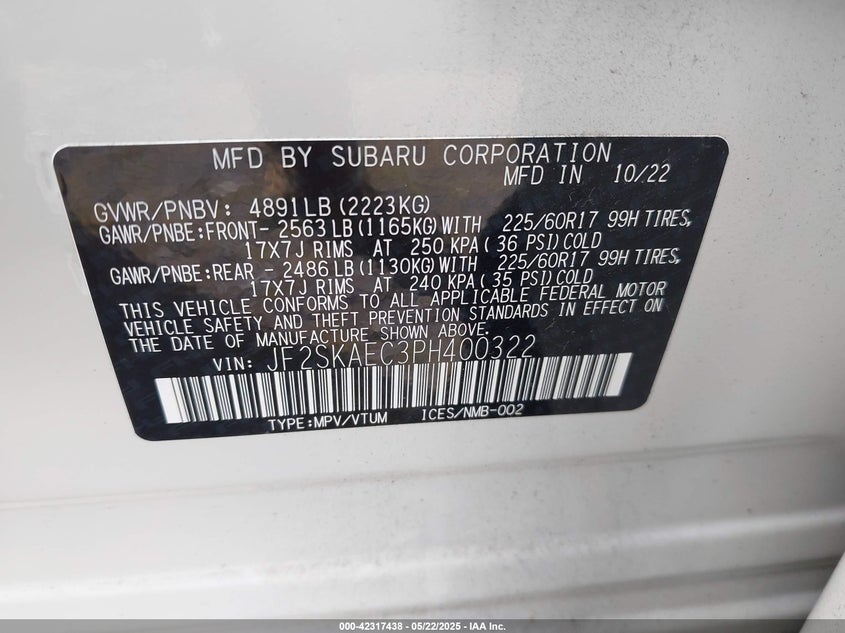 MFD BY SUBARU CORPORATION
MFD IN 10/22
GVWR/PNBV: 4891LB (2223KG)
GAWR/PNBE:FRONT- 2563LB (1165KG)WITH 225/60R17 99H TIRES,
17X7J RIMS AT 250 KPA( 36 PSI)COLD
GAWR/PNBE:REAR - 2486LB (1130KG)WITH 225/60R17 99H TIRES,
17X7J RIMS AT 240 KPA( 35 PSI)COLD
THIS VEHICLE CONFORMS TO ALL APPLICABLE FEDERAL MOTOR
VEHICLE SAFETY AND THEFT PREVENTION STANDARDS IN EFFECT ON
THE DATE OF MANUFACTURE SHOWN ABOVE.
VIN: JF2SKAEC3PH400322
TYPE:MPV/VTUM ICES/NMB-002
000-42317438 - 05/22/2025 - IAA Inc.